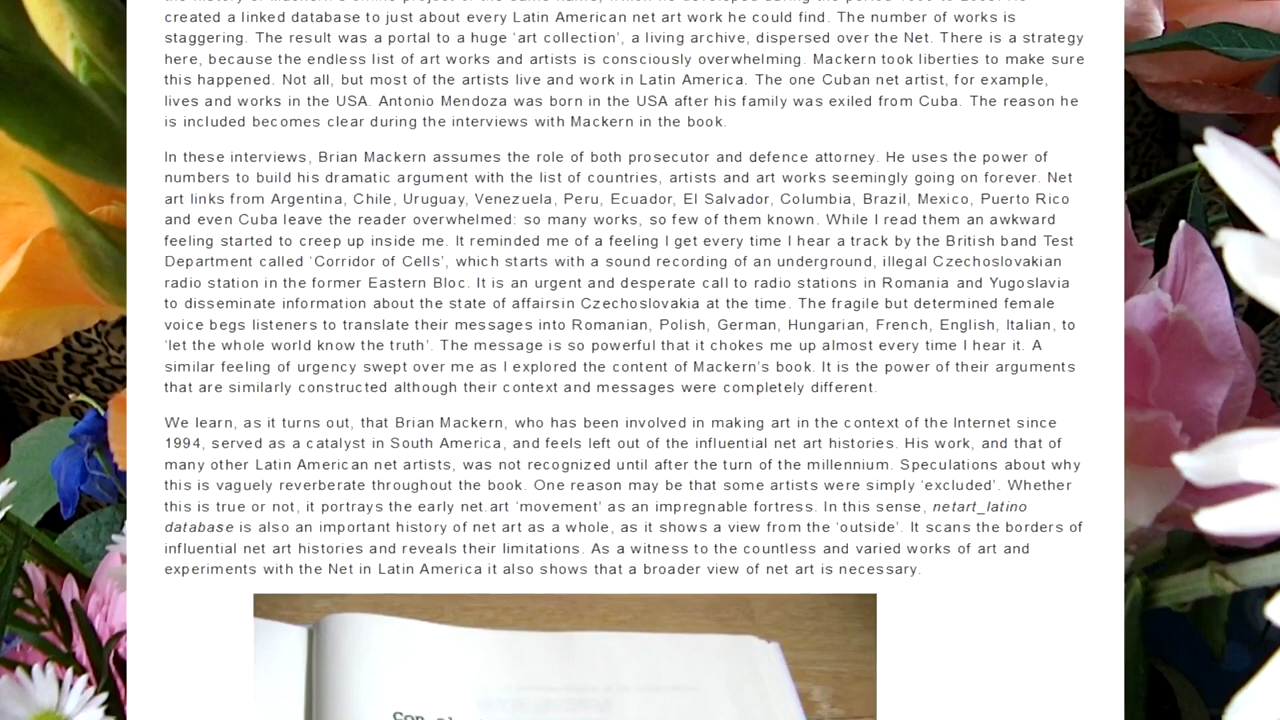 created a linked database to just about every Latin American net art work he could find. The number of works is
staggering. The result was a portal to a huge ‘art collection’, a living archive, dispersed over the Net. There is a strategy
here, because the endless list of art works and artists is consciously overwhelming. Mackern took liberties to make sure
this happened. Not all, but most of the artists live and work in Latin America. The one Cuban net artist, for example,
lives and works in the USA. Antonio Mendoza was born in the USA after his family was exiled from Cuba. The reason he
is included becomes clear during the interviews with Mackern in the book.
In these interviews, Brian Mackern assumes the role of both prosecutor and defence attorney. He uses the power of
numbers to build his dramatic argument with the list of countries, artists and art works seemingly going on forever. Net
art links from Argentina, Chile, Uruguay, Venezuela, Peru, Ecuador, El Salvador, Columbia, Brazil, Mexico, Puerto Rico
and even Cuba leave the reader overwhelmed: so many works, so few of them known. While I read them an awkward
feeling started to creep up inside me. It reminded me of a feeling I get every time I hear a track by the British band Test
Department called ‘Corridor of Cells’, which starts with a sound recording of an underground, illegal Czechoslovakian
radio station in the former Eastern Bloc. It is an urgent and desperate call to radio stations in Romania and Yugoslavia
to disseminate information about the state of affairsin Czechoslovakia at the time. The fragile but determined female
voice begs listeners to translate their messages into Romanian, Polish, German, Hungarian, French, English, Italian, to
‘let the whole world know the truth’. The message is so powerful that it chokes me up almost every time I hear it. A
similar feeling of urgency swept over me as I explored the content of Mackern’s book. It is the power of their arguments
that are similarly constructed although their context and messages were completely different.
We learn, as it turns out, that Brian Mackern, who has been involved in making art in the context of the Internet since
1994, served as a catalyst in South America, and feels left out of the influential net art histories. His work, and that of
many other Latin American net artists, was not recognized until after the turn of the millennium. Speculations about why
this is vaguely reverberate throughout the book. One reason may be that some artists were simply ‘excluded’. Whether
this is true or not, it portrays the early net.art ‘movement’ as an impregnable fortress. In this sense, netart_latino
database is also an important history of net art as a whole, as it shows a view from the ‘outside’. It scans the borders of
influential net art histories and reveals their limitations. As a witness to the countless and varied works of art and
experiments with the Net in Latin America it also shows that a broader view of net art is necessary.